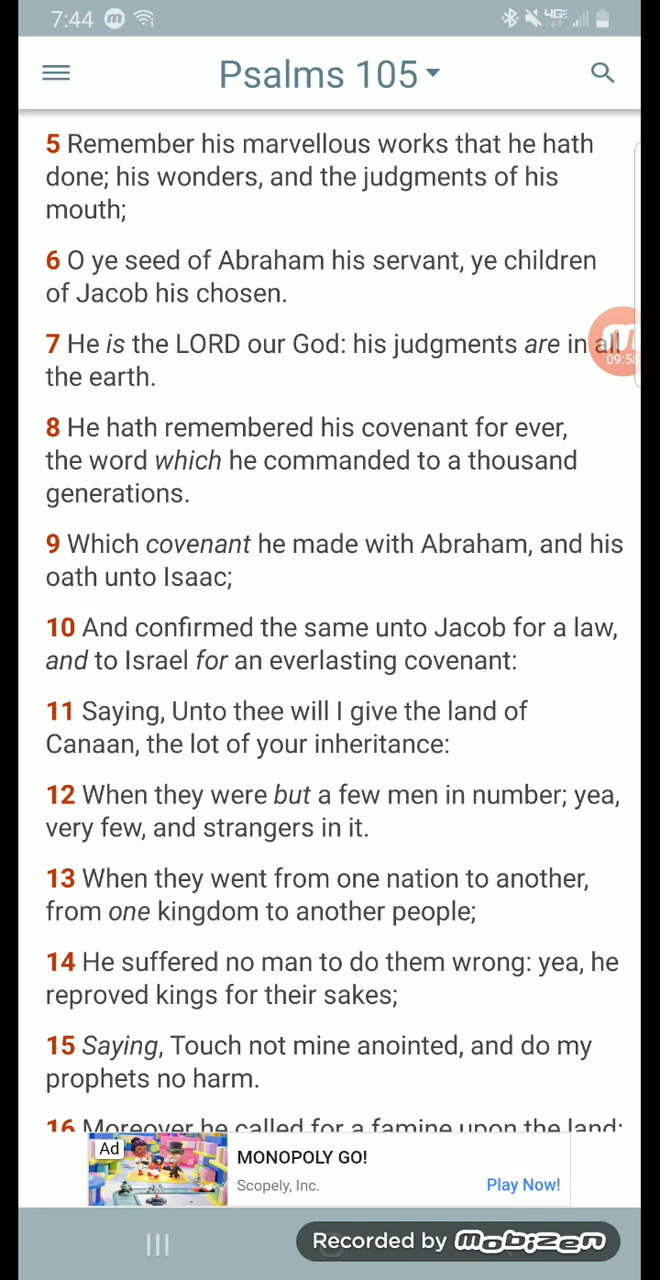 7:44
4GE
Psalms 105
5 Remember his marvellous works that he hath
done; his wonders, and the judgments of his
mouth;
6 O ye seed of Abraham his servant, ye children
of Jacob his chosen.
7 He is the LORD our God: his judgments are in all
the earth.
09:58
8 He hath remembered his covenant for ever,
the word which he commanded to a thousand
generations.
9 Which covenant he made with Abraham, and his
oath unto Isaac;
10 And confirmed the same unto Jacob for a law,
and to Israel for an everlasting covenant:
11 Saying, Unto thee will I give the land of
Canaan, the lot of your inheritance:
12 When they were but a few men in number; yea,
very few, and strangers in it.
13 When they went from one nation to another,
from one kingdom to another people;
14 He suffered no man to do them wrong: yea, he
reproved kings for their sakes;
15 Saying, Touch not mine anointed, and do my
prophets no harm.
16 Moreover he called for a famine upon the land:
Ad
MONOPOLY GO!
Scopely, Inc.
Play Now!
Recorded by mobizen